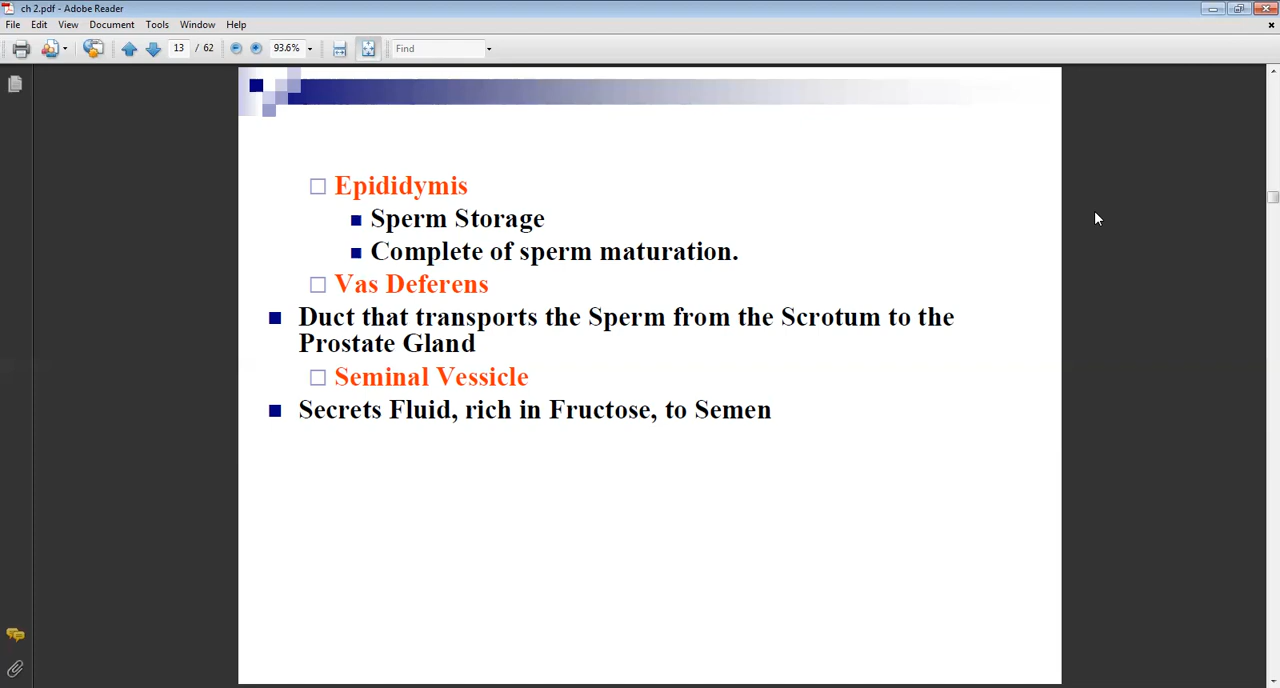 ch 2.pdf - Adobe Reader
File Edit View Document Tools Window Help
13 / 62 93.6% Find
Epididymis
Sperm Storage
Complete of sperm maturation.
Vas Deferens
Duct that transports the Sperm from the Scrotum to the
Prostate Gland
Seminal Vessicle
Secrets Fluid, rich in Fructose, to Semen